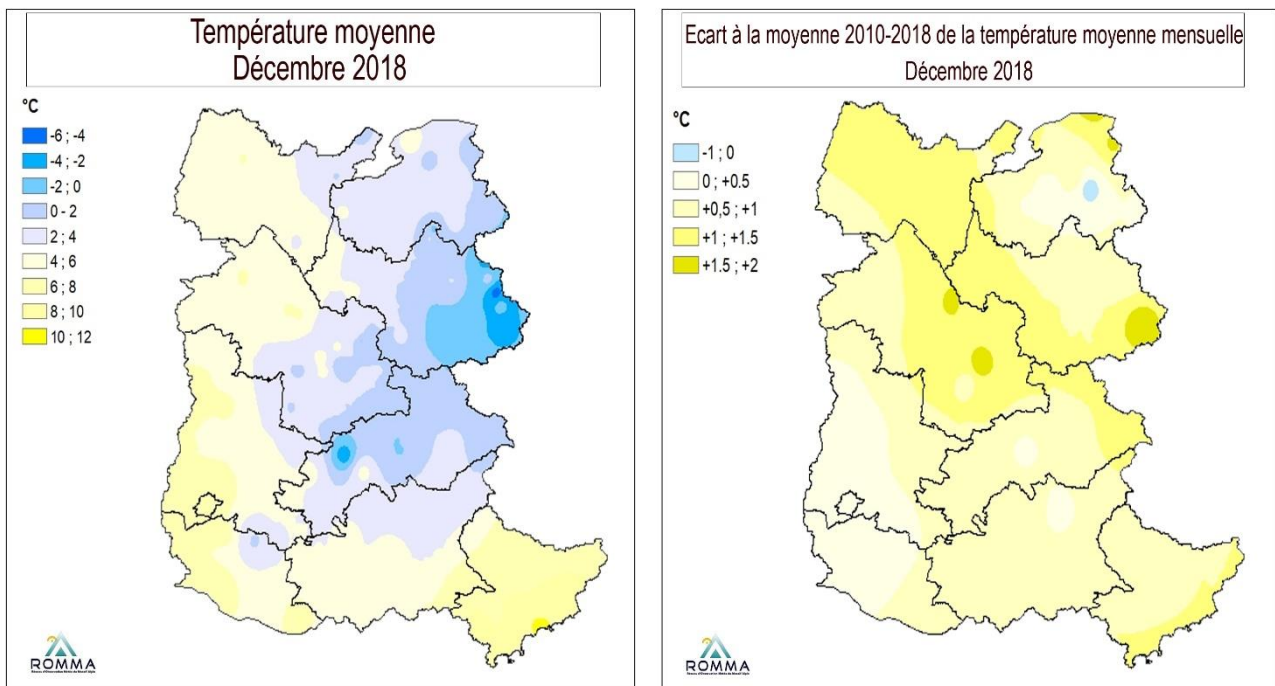 Température moyenne
Décembre 2018
°C
-6 ; -4
-4 ; -2
-2 ; 0
0 - 2
2 ; 4
4 ; 6
6 ; 8
8 ; 10
10 ; 12
ROMMA
Ecart à la moyenne 2010-2018 de la température moyenne mensuelle
Décembre 2018
°C
-1 ; 0
0 ; +0.5
+0,5 ; +1
+1 ; +1.5
+1.5 ; +2
ROMMA